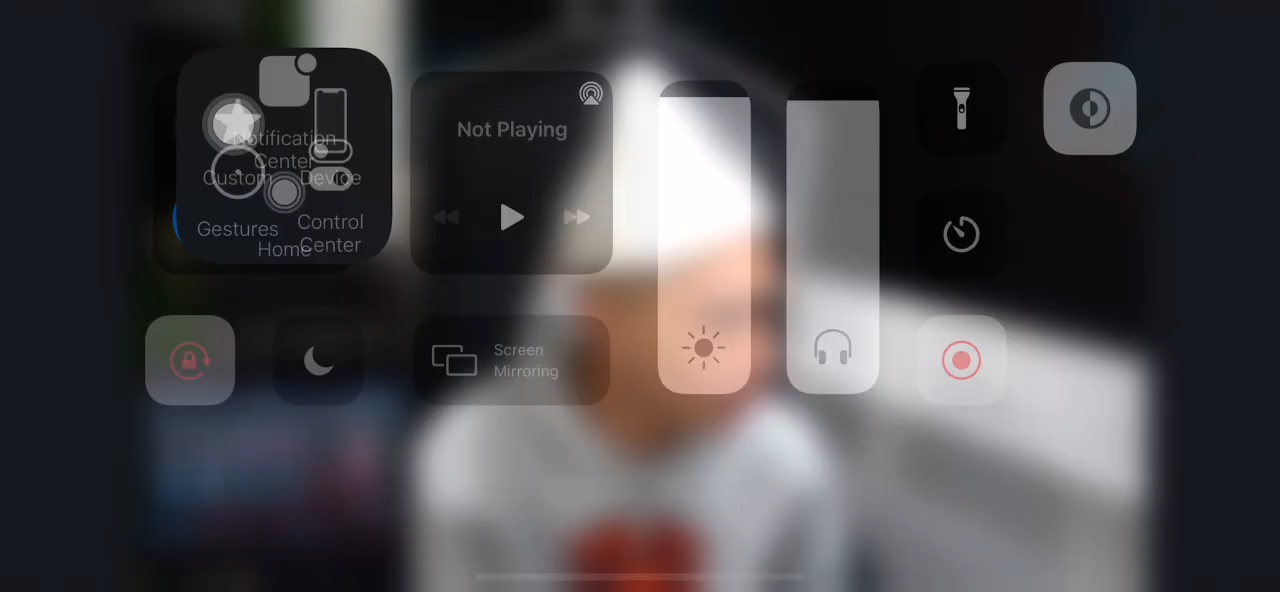 Notification
Center
Custom
Device
Gestures
Control
Center
Home
Not Playing
Screen
Mirroring